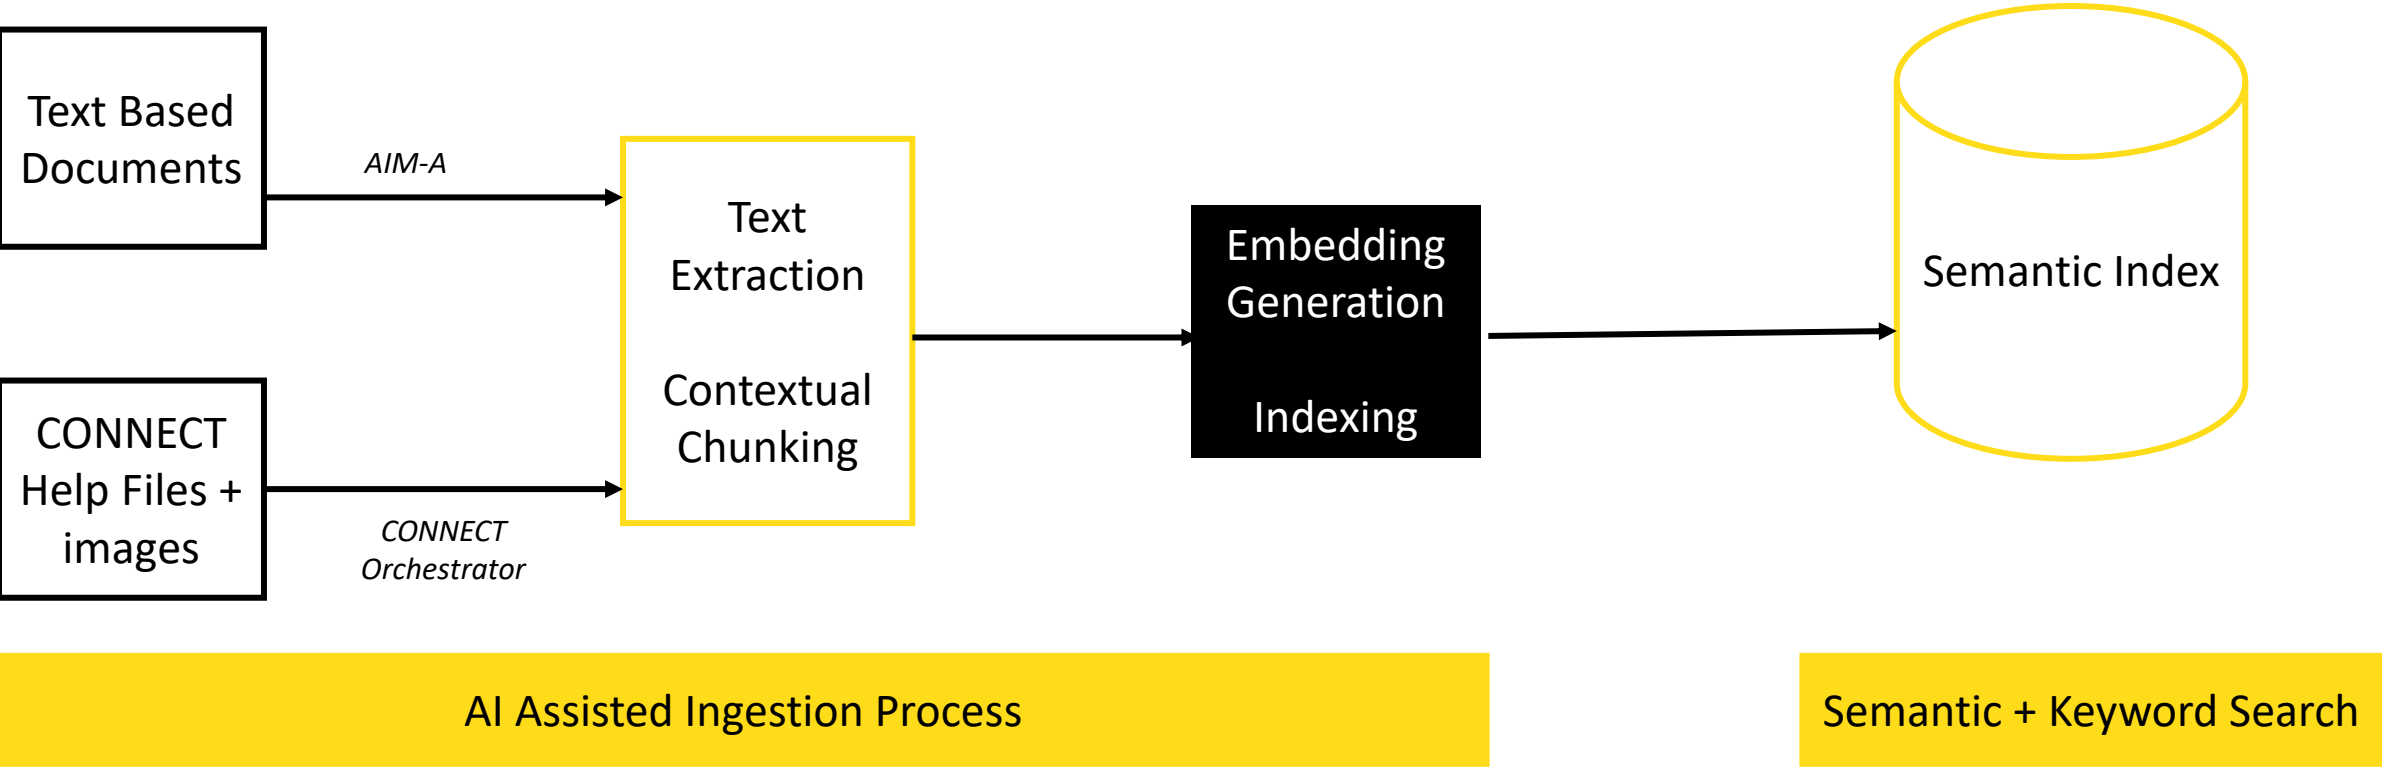 Text Based
Documents
AIM-A
CONNECT
Help Files +
images
CONNECT
Orchestrator
Text
Extraction
Contextual
Chunking
Embedding
Generation
Indexing
Semantic Index
AI Assisted Ingestion Process
Semantic + Keyword Search